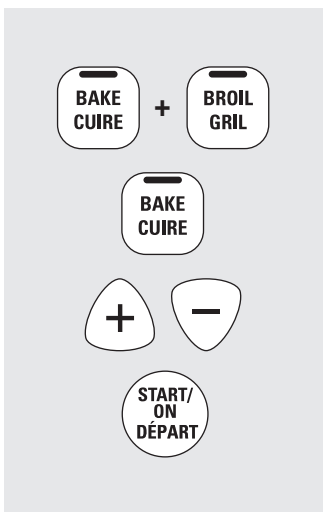 BAKE
CUIRE
+
BROIL
GRIL
BAKE
CUIRE
+
−
START/
ON
DÉPART